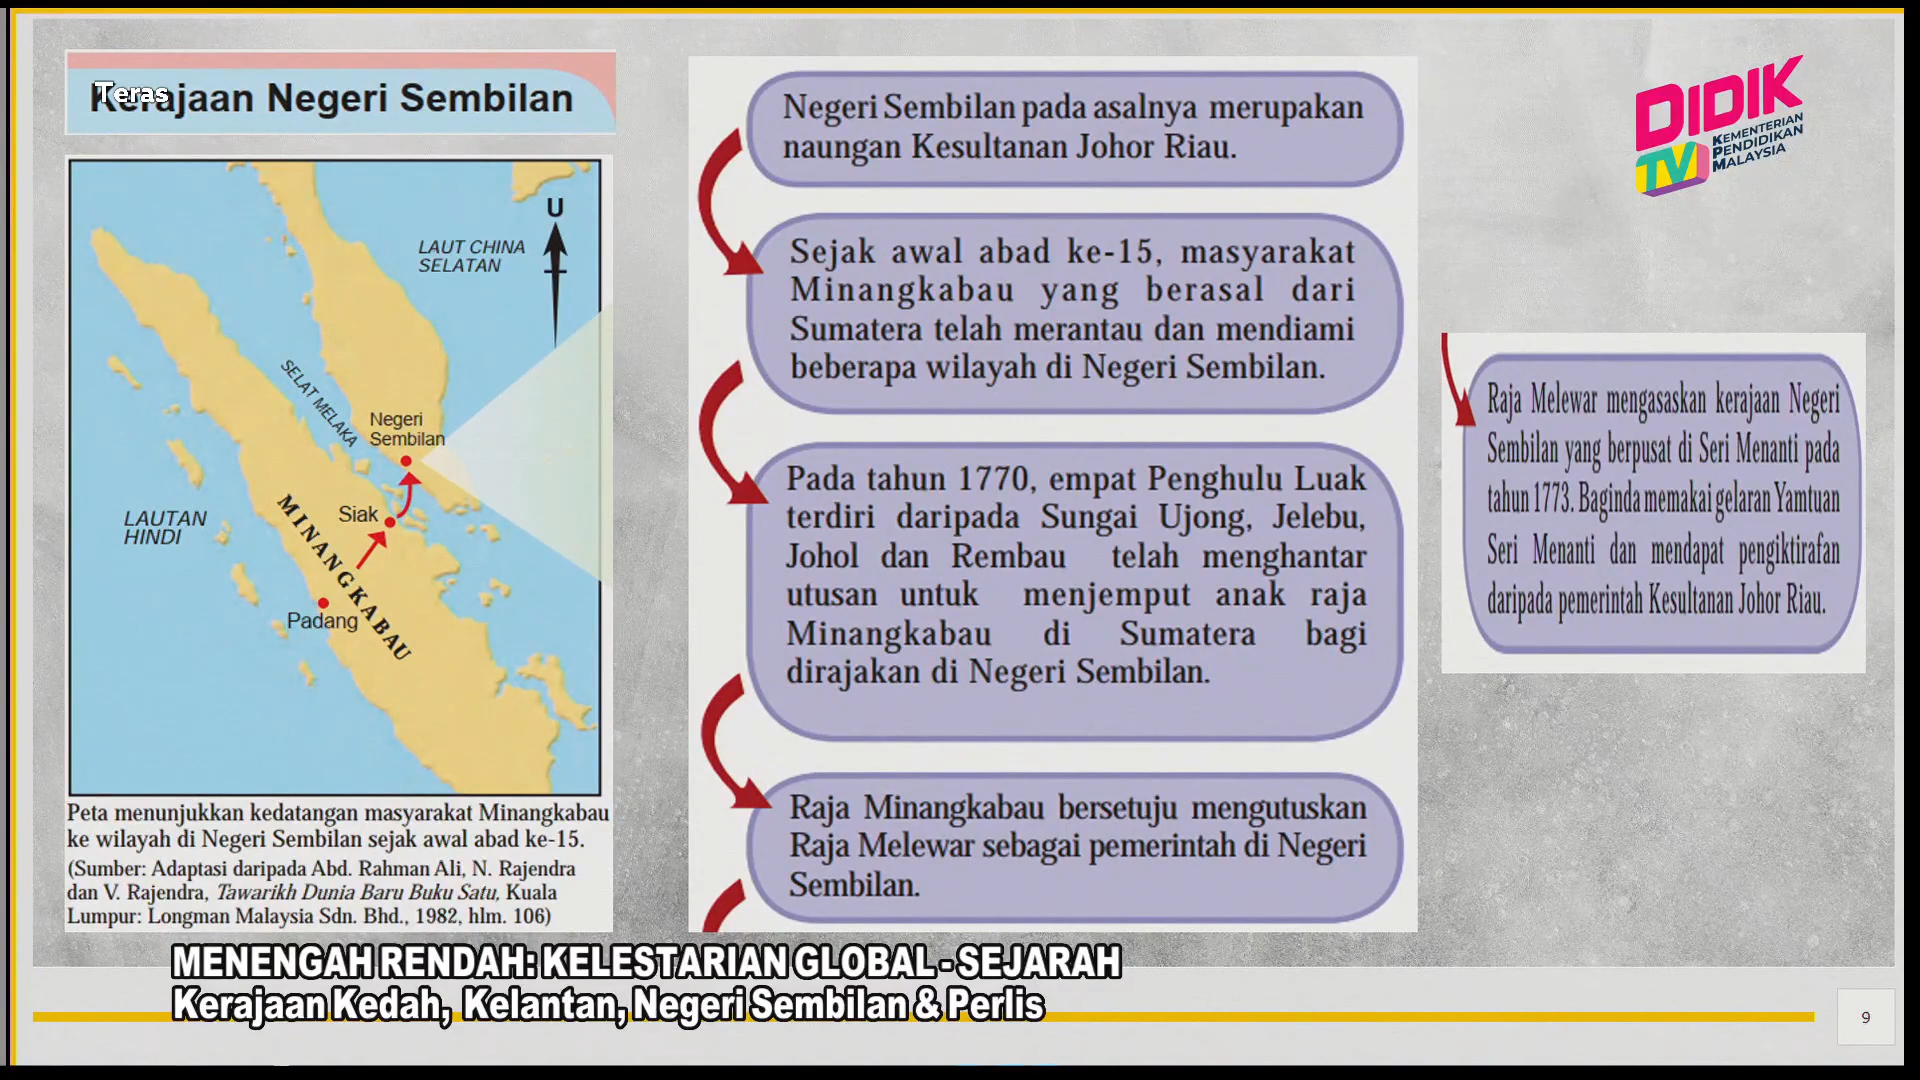 Kerajaan Negeri Sembilan
Teras
U
LAUT CHINA
SELATAN
SELAT MELAKA
Negeri
Sembilan
Siak
LAUTAN
HINDI
MINANGKABAU
Padang
Peta menunjukkan kedatangan masyarakat Minangkabau
ke wilayah di Negeri Sembilan sejak awal abad ke-15.
(Sumber: Adaptasi daripada Abd. Rahman Ali, N. Rajendra
dan V. Rajendra, Tawarikh Dunia Baru Buku Satu, Kuala
Lumpur: Longman Malaysia Sdn. Bhd., 1982, hlm. 106)
Negeri Sembilan pada asalnya merupakan
naungan Kesultanan Johor Riau.
Sejak awal abad ke-15, masyarakat
Minangkabau yang berasal dari
Sumatera telah merantau dan mendiami
beberapa wilayah di Negeri Sembilan.
Pada tahun 1770, empat Penghulu Luak
terdiri daripada Sungai Ujong, Jelebu,
Johol dan Rembau telah menghantar
utusan untuk menjemput anak raja
Minangkabau di Sumatera bagi
dirajakan di Negeri Sembilan.
Raja Minangkabau bersetuju mengutuskan
Raja Melewar sebagai pemerintah di Negeri
Sembilan.
Raja Melewar mengasaskan kerajaan Negeri
Sembilan yang berpusat di Seri Menanti pada
tahun 1773. Baginda memakai gelaran Yamtuan
Seri Menanti dan mendapat pengiktirafan
daripada pemerintah Kesultanan Johor Riau.
DIDIK
TV
KEMENTERIAN
PENDIDIKAN
MALAYSIA
MENENGAH RENDAH: KELESTARIAN GLOBAL - SEJARAH
Kerajaan Kedah, Kelantan, Negeri Sembilan & Perlis
9